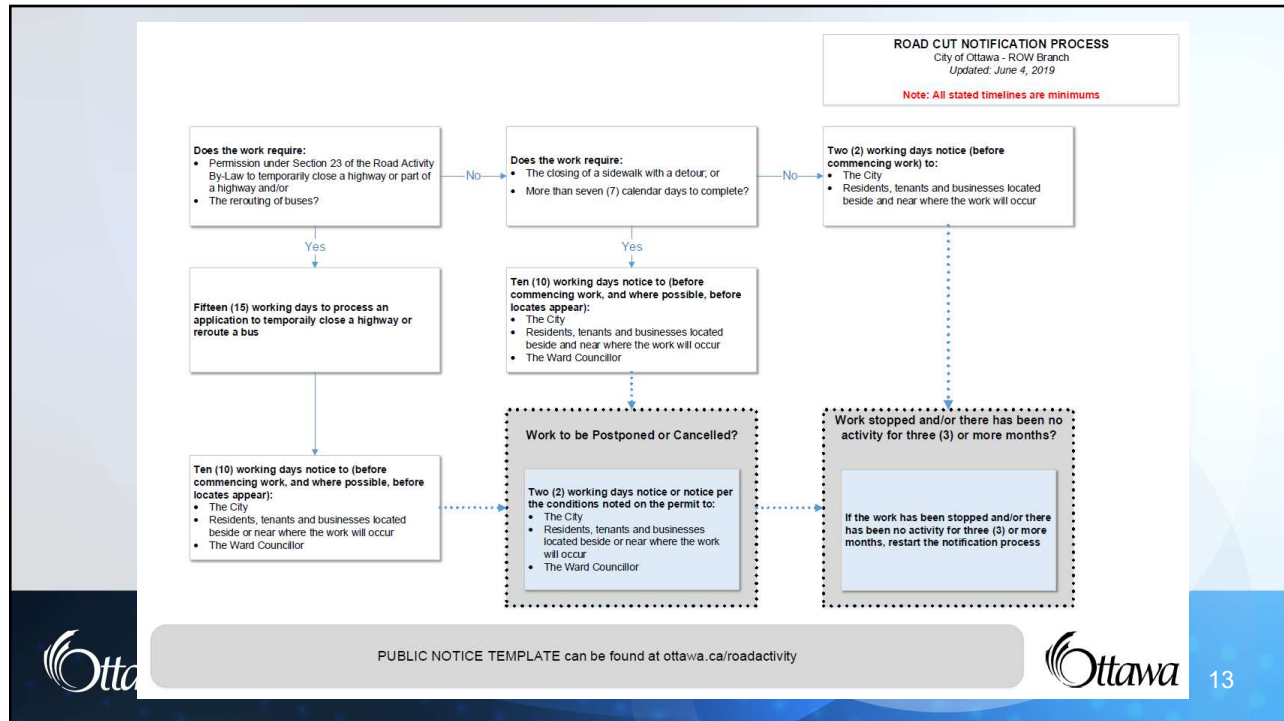 ROAD CUT NOTIFICATION PROCESS
City of Ottawa - ROW Branch
Updated: June 4, 2019
Note: All stated timelines are minimums
Does the work require:
• Permission under Section 23 of the Road Activity
By-Law to temporarily close a highway or part of
a highway and/or
• The rerouting of buses?
No
Does the work require:
• The closing of a sidewalk with a detour; or
• More than seven (7) calendar days to complete?
No
Two (2) working days notice (before
commencing work) to:
• The City
• Residents, tenants and businesses located
beside and near where the work will occur
Yes
Yes
Fifteen (15) working days to process an
application to temporaily close a highway or
reroute a bus
Ten (10) working days notice to (before
commencing work, and where possible, before
locates appear):
• The City
• Residents, tenants and businesses located
beside and near where the work will occur
• The Ward Councillor
Ten (10) working days notice to (before
commencing work, and where possible, before
locates appear):
• The City
• Residents, tenants and businesses located
beside or near where the work will occur
• The Ward Councillor
Work to be Postponed or Cancelled?
Two (2) working days notice or notice per
the conditions noted on the permit to:
• The City
• Residents, tenants and businesses
located beside or near where the work
will occur
• The Ward Councillor
Work stopped and/or there has been no
activity for three (3) or more months?
If the work has been stopped and/or there
has been no activity for three (3) or more
months, restart the notification process
PUBLIC NOTICE TEMPLATE can be found at ottawa.ca/roadactivity
Otta
Ottawa
13